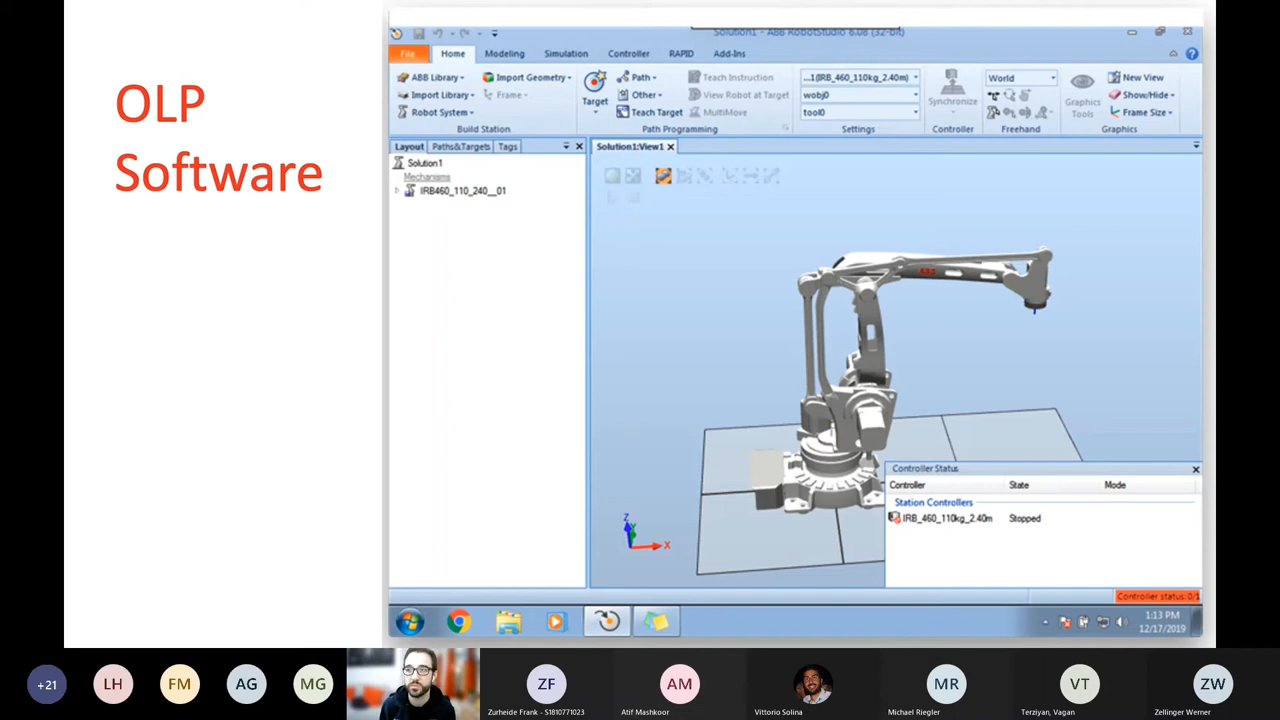 OLP
Software
Solution1 - ABB RobotStudio 6.08 (32-bit)
File Home Modeling Simulation Controller RAPID Add-Ins
ABB Library Import Geometry
Import Library Frame
Robot System
Build Station
Target
Path Teach Instruction
Other View Robot at Target
Teach Target MultiMove
Path Programming
...1(IRB_460_110kg_2.40m)
wobj0
tool0
Settings
Synchronize
Controller
World
Freehand
Graphics
Tools
New View
Show/Hide
Frame Size
Graphics
Layout Paths&Targets Tags
Solution1
Mechanisms
IRB460_110_240__01
Solution1:View1
ABB
Z
Y
X
Controller Status
Controller State Mode
Station Controllers
IRB_460_110kg_2.40m Stopped
Controller status: 0/1
1:13 PM
12/17/2019
+21 LH FM AG MG ZF AM MR VT ZW
Zurheide Frank - S1810771023 Atif Mashkoor Vittorio Solina Michael Riegler Terziyan, Vagan Zellinger Werner